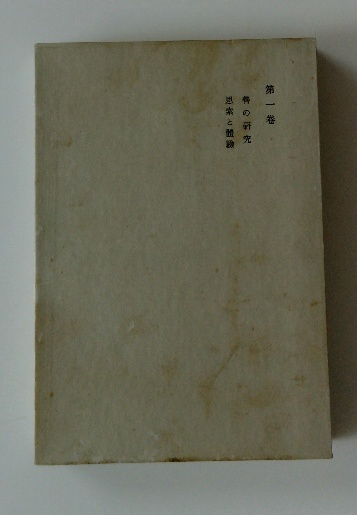 第一巻
善の研究
思索と體驗